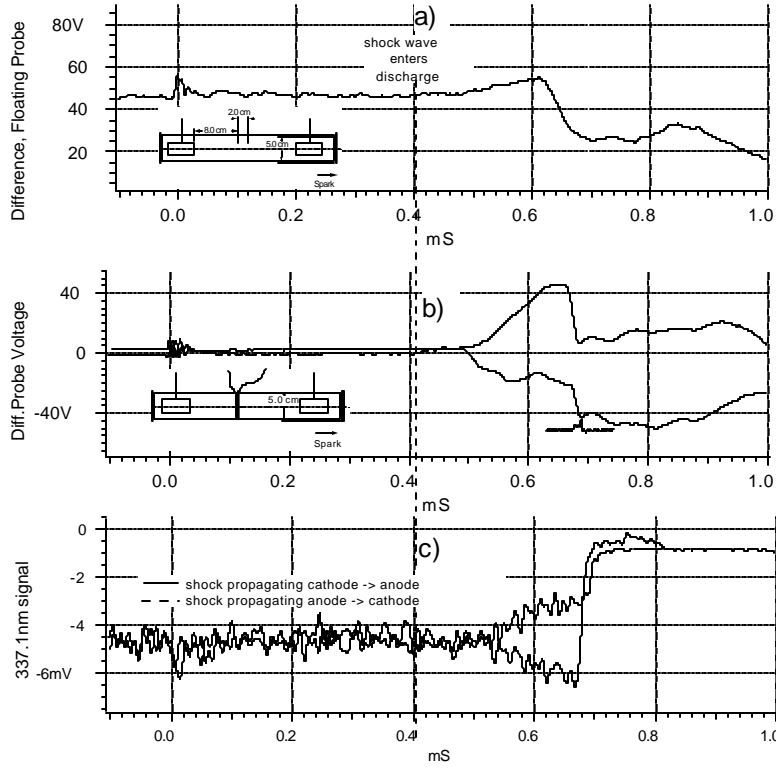 a)
80V
shock wave
enters
discharge
60
40
20
Difference, Floating Probe
2.0 cm
8.0 cm
5.0 cm
Spark
0.0
0.2
0.4
0.6
0.8
1.0
mS
b)
40
0
-40V
Diff.Probe Voltage
5.0 cm
Spark
0.0
0.2
0.4
0.6
0.8
1.0
mS
c)
0
-2
-4
-6mV
337.1nm signal
shock propagating cathode -> anode
shock propagating anode -> cathode
0.0
0.2
0.4
0.6
0.8
1.0
mS